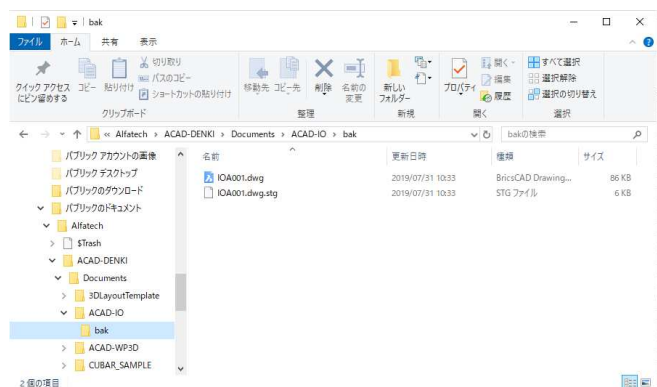 bak
ファイル ホーム 共有 表示
クイック アクセス
にピン留めする
コピー
貼り付け
切り取り
パスのコピー
ショートカットの貼り付け
クリップボード
移動先
コピー先
削除
名前の
変更
整理
新しい
フォルダー
新規
プロパティ
開く
編集
履歴
開く
すべて選択
選択解除
選択の切り替え
選択
« Alfatech › ACAD-DENKI › Documents › ACAD-IO › bak
bakの検索
パブリック アカウントの画像
パブリック デスクトップ
パブリックのダウンロード
パブリックのドキュメント
Alfatech
$Trash
ACAD-DENKI
Documents
3DLayoutTemplate
ACAD-IO
bak
ACAD-WP3D
CUBAR_SAMPLE
名前 更新日時 種類 サイズ
IOA001.dwg 2019/07/31 10:33 BricsCAD Drawing... 86 KB
IOA001.dwg.stg 2019/07/31 10:33 STG ファイル 6 KB
2 個の項目